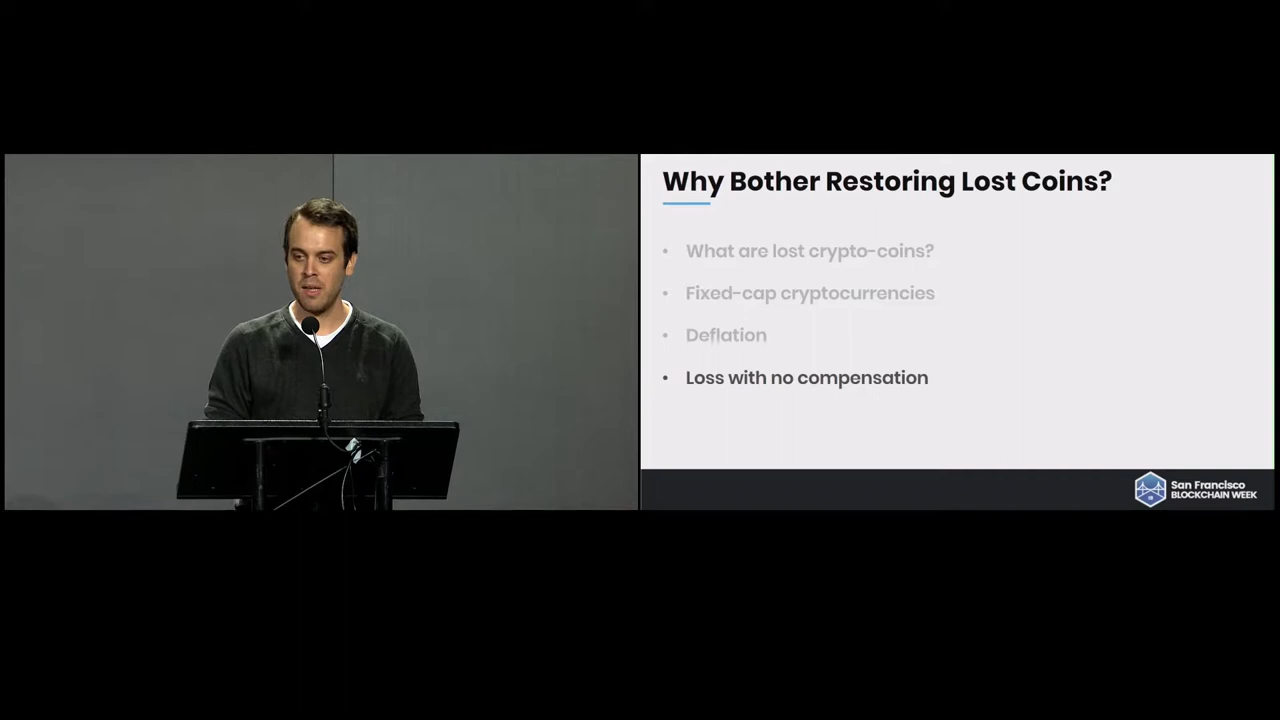 Why Bother Restoring Lost Coins?
• What are lost crypto-coins?
• Fixed-cap cryptocurrencies
• Deflation
• Loss with no compensation
San Francisco
BLOCKCHAIN WEEK